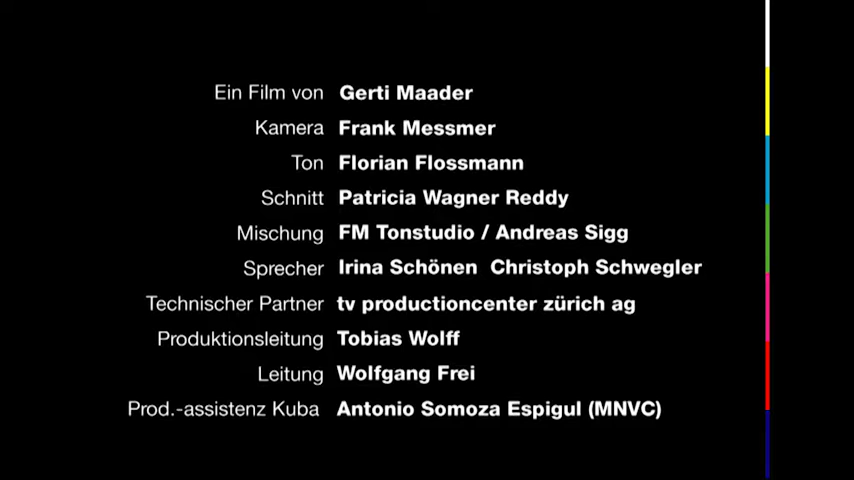 Ein Film von Gerti Maader
Kamera Frank Messmer
Ton Florian Flossmann
Schnitt Patricia Wagner Reddy
Mischung FM Tonstudio / Andreas Sigg
Sprecher Irina Schönen Christoph Schwegler
Technischer Partner tv productioncenter zürich ag
Produktionsleitung Tobias Wolff
Leitung Wolfgang Frei
Prod.-assistenz Kuba Antonio Somoza Espigul (MNVC)